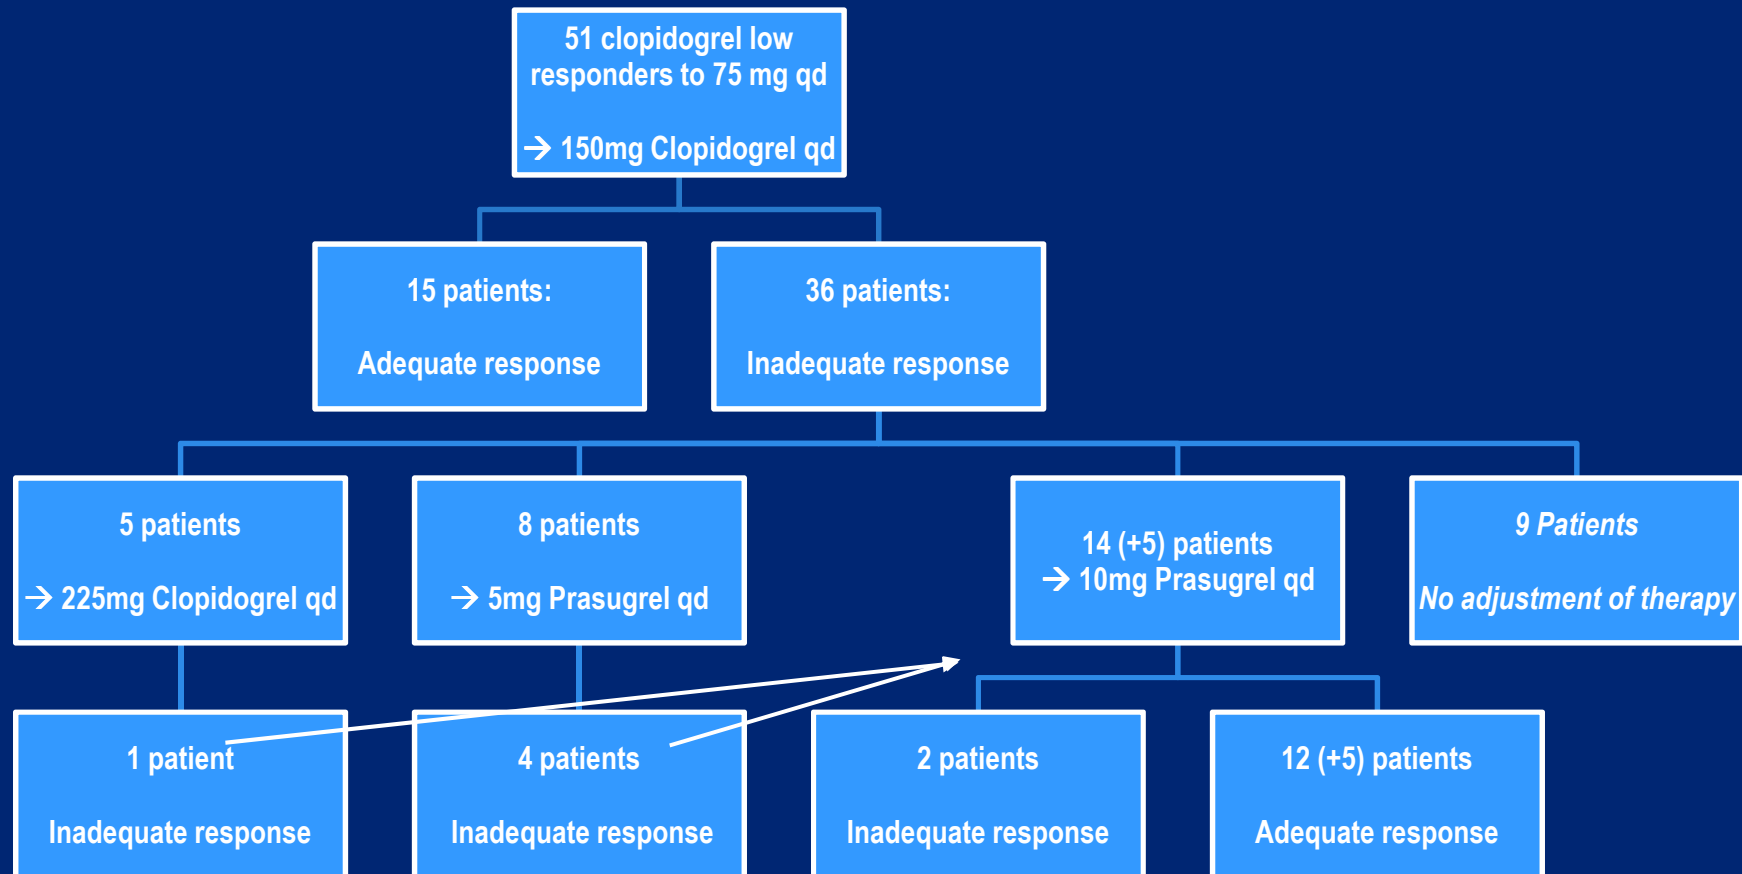 51 clopidogrel low
responders to 75 mg qd
→ 150mg Clopidogrel qd
15 patients:
Adequate response
36 patients:
Inadequate response
5 patients
→ 225mg Clopidogrel qd
8 patients
→ 5mg Prasugrel qd
14 (+5) patients
→ 10mg Prasugrel qd
9 Patients
No adjustment of therapy
1 patient
Inadequate response
4 patients
Inadequate response
2 patients
Inadequate response
12 (+5) patients
Adequate response